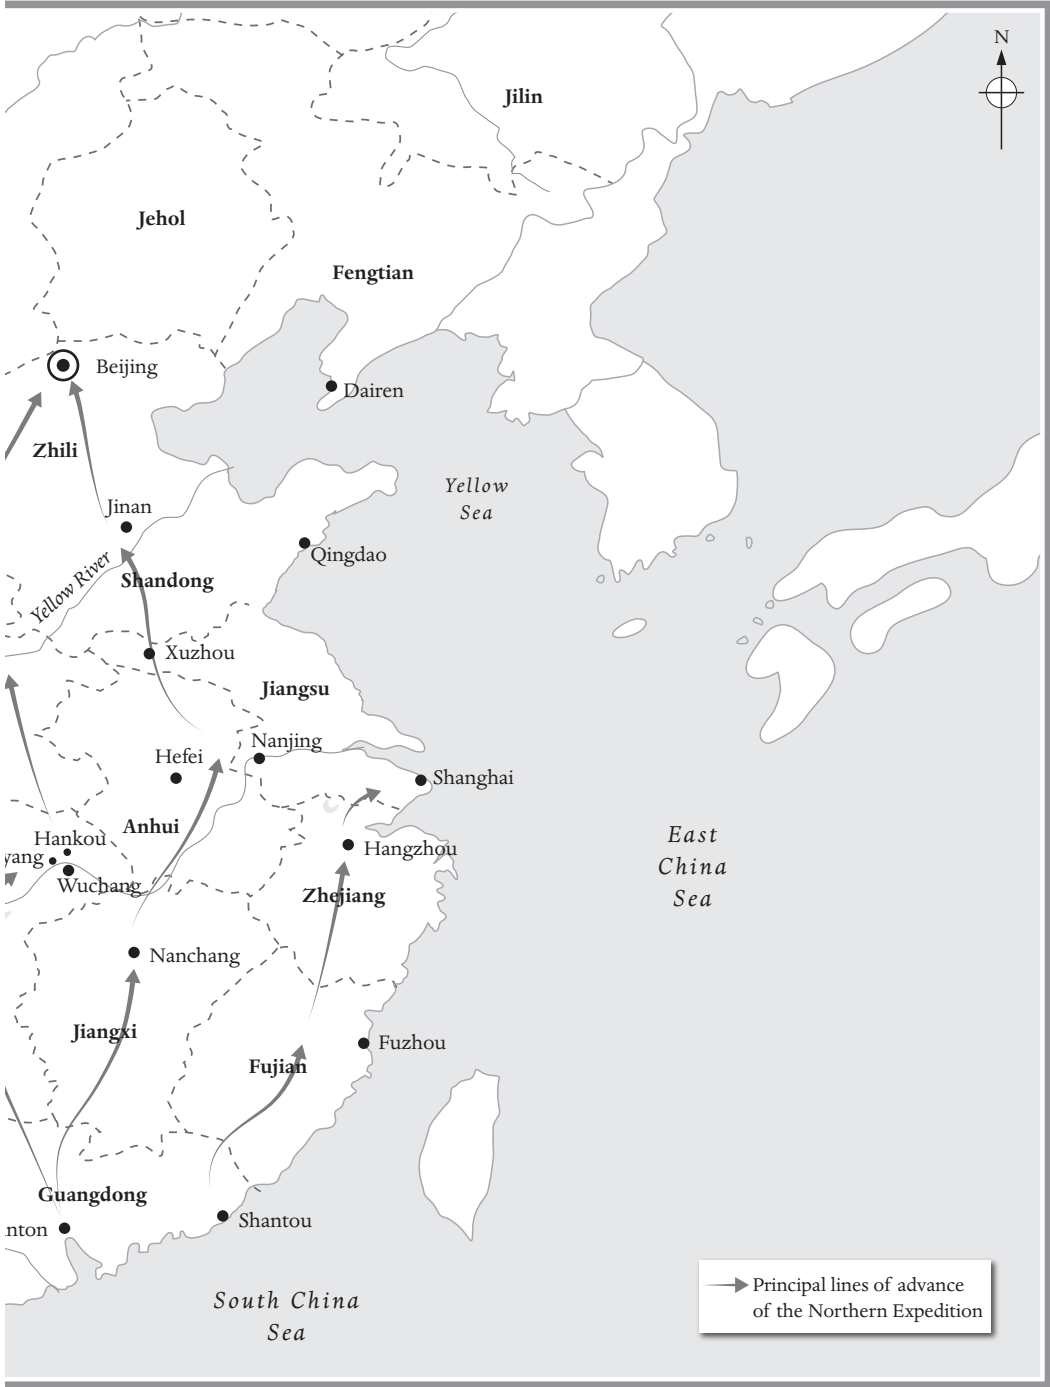 N
Jilin
Jehol
Fengtian
Beijing
Dairen
Zhili
Yellow
Sea
Jinan
Qingdao
Yellow River
Shandong
Xuzhou
Jiangsu
Nanjing
Hefei
Shanghai
Anhui
Hankou
yang
Wuchang
Hangzhou
East
China
Sea
Zhejiang
Nanchang
Jiangxi
Fuzhou
Fujian
Guangdong
nton
Shantou
South China
Sea
Principal lines of advance
of the Northern Expedition